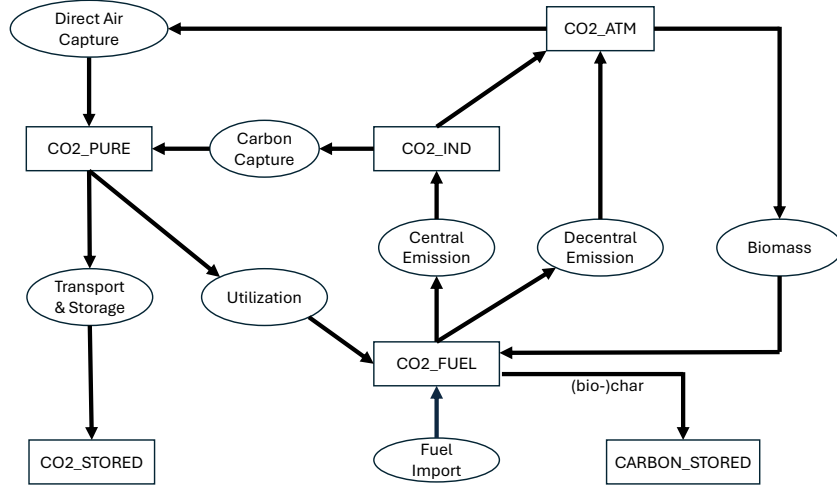 Direct Air
Capture
CO2_ATM
CO2_PURE
Carbon
Capture
CO2_IND
Central
Emission
Decentral
Emission
Biomass
Transport
& Storage
Utilization
CO2_FUEL
(bio-)char
CO2_STORED
Fuel
Import
CARBON_STORED